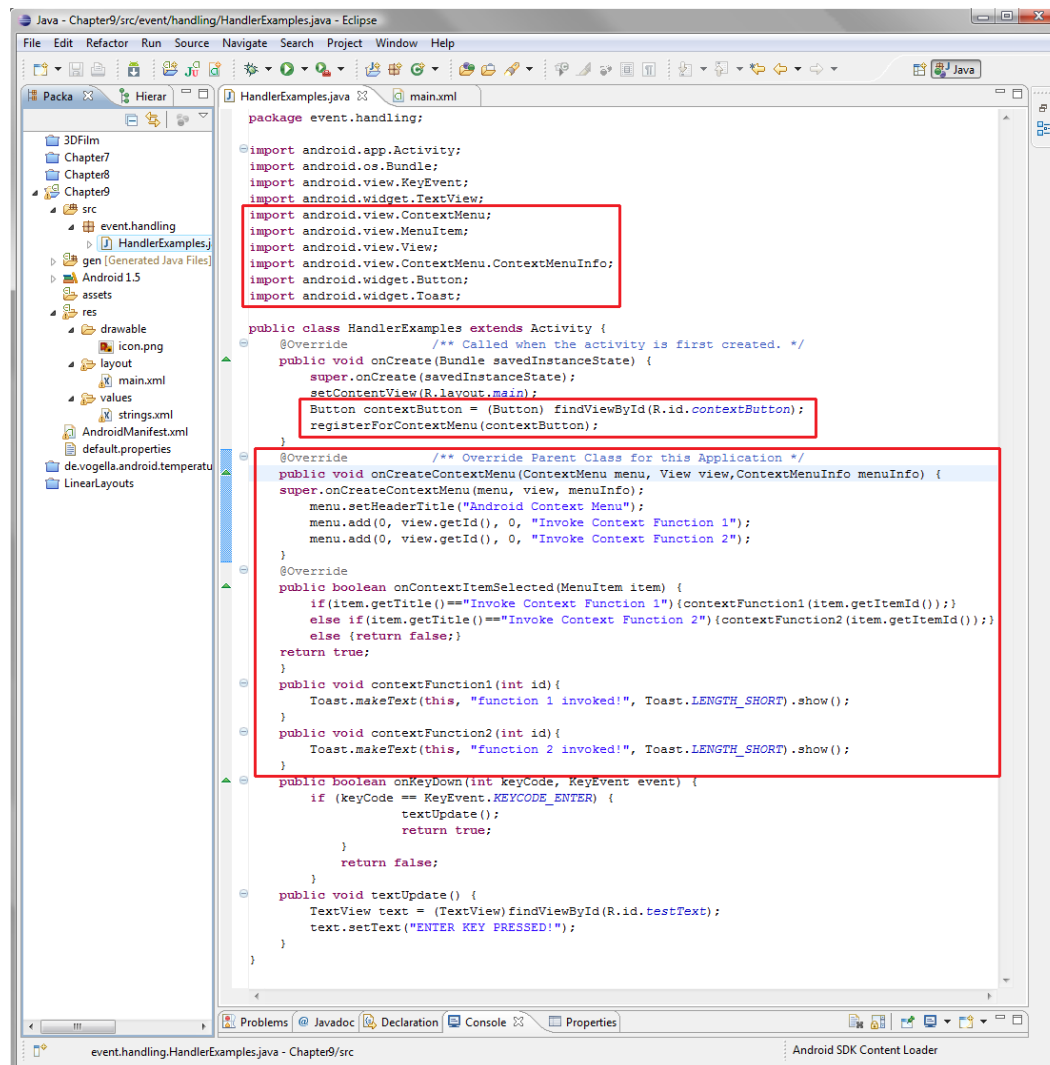 Java - Chapter9/src/event/handling/HandlerExamples.java - Eclipse
File Edit Refactor Run Source Navigate Search Project Window Help
Java
Packa Hierar
HandlerExamples.java main.xml
3DFilm
Chapter7
Chapter8
Chapter9
src
event.handling
HandlerExamples.j
gen [Generated Java Files]
Android 1.5
assets
res
drawable
icon.png
layout
main.xml
values
strings.xml
AndroidManifest.xml
default.properties
de.vogella.android.temperatu
LinearLayouts
package event.handling;
import android.app.Activity;
import android.os.Bundle;
import android.view.KeyEvent;
import android.widget.TextView;
import android.view.ContextMenu;
import android.view.MenuItem;
import android.view.View;
import android.view.ContextMenu.ContextMenuInfo;
import android.widget.Button;
import android.widget.Toast;
public class HandlerExamples extends Activity {
@Override /** Called when the activity is first created. */
public void onCreate(Bundle savedInstanceState) {
super.onCreate(savedInstanceState);
setContentView(R.layout.main);
Button contextButton = (Button) findViewById(R.id.contextButton);
registerForContextMenu(contextButton);
}
@Override /** Override Parent Class for this Application */
public void onCreateContextMenu(ContextMenu menu, View view,ContextMenuInfo menuInfo) {
super.onCreateContextMenu(menu, view, menuInfo);
menu.setHeaderTitle("Android Context Menu");
menu.add(0, view.getId(), 0, "Invoke Context Function 1");
menu.add(0, view.getId(), 0, "Invoke Context Function 2");
}
@Override
public boolean onContextItemSelected(MenuItem item) {
if(item.getTitle()=="Invoke Context Function 1"){contextFunction1(item.getItemId());}
else if(item.getTitle()=="Invoke Context Function 2"){contextFunction2(item.getItemId());}
else {return false;}
return true;
}
public void contextFunction1(int id){
Toast.makeText(this, "function 1 invoked!", Toast.LENGTH_SHORT).show();
}
public void contextFunction2(int id){
Toast.makeText(this, "function 2 invoked!", Toast.LENGTH_SHORT).show();
}
public boolean onKeyDown(int keyCode, KeyEvent event) {
if (keyCode == KeyEvent.KEYCODE_ENTER) {
textUpdate();
return true;
}
return false;
}
public void textUpdate() {
TextView text = (TextView)findViewById(R.id.testText);
text.setText("ENTER KEY PRESSED!");
}
}
Problems @ Javadoc Declaration Console Properties
event.handling.HandlerExamples.java - Chapter9/src
Android SDK Content Loader